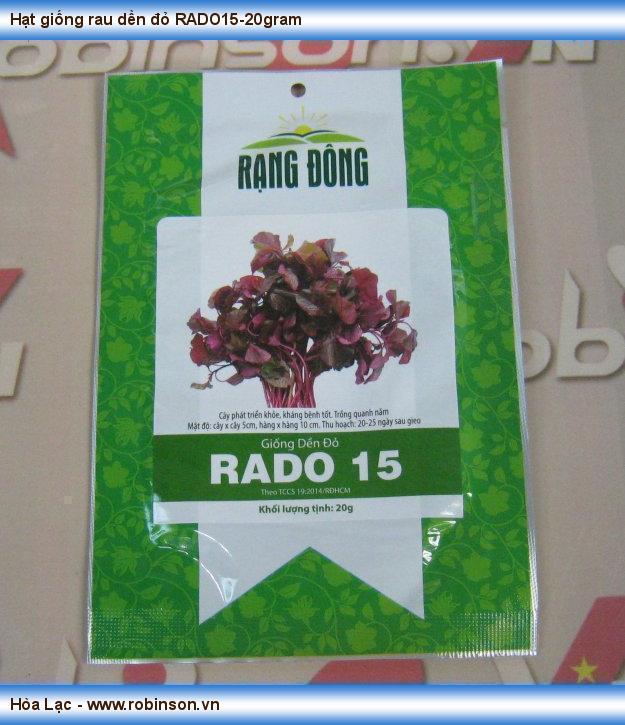 Hạt giống rau dền đỏ RADO15-20gram
robinson.VN
RẠNG ĐÔNG
Cây phát triển khỏe, kháng bệnh tốt. Trồng quanh năm
Mật độ: cây x cây 5cm, hàng x hàng 10 cm. Thu hoạch: 20-25 ngày sau gieo
Giống Dền Đỏ
RADO 15
Theo TCCS 19:2014/RĐHCM
Khối lượng tịnh: 20g
Hòa Lạc - www.robinson.vn